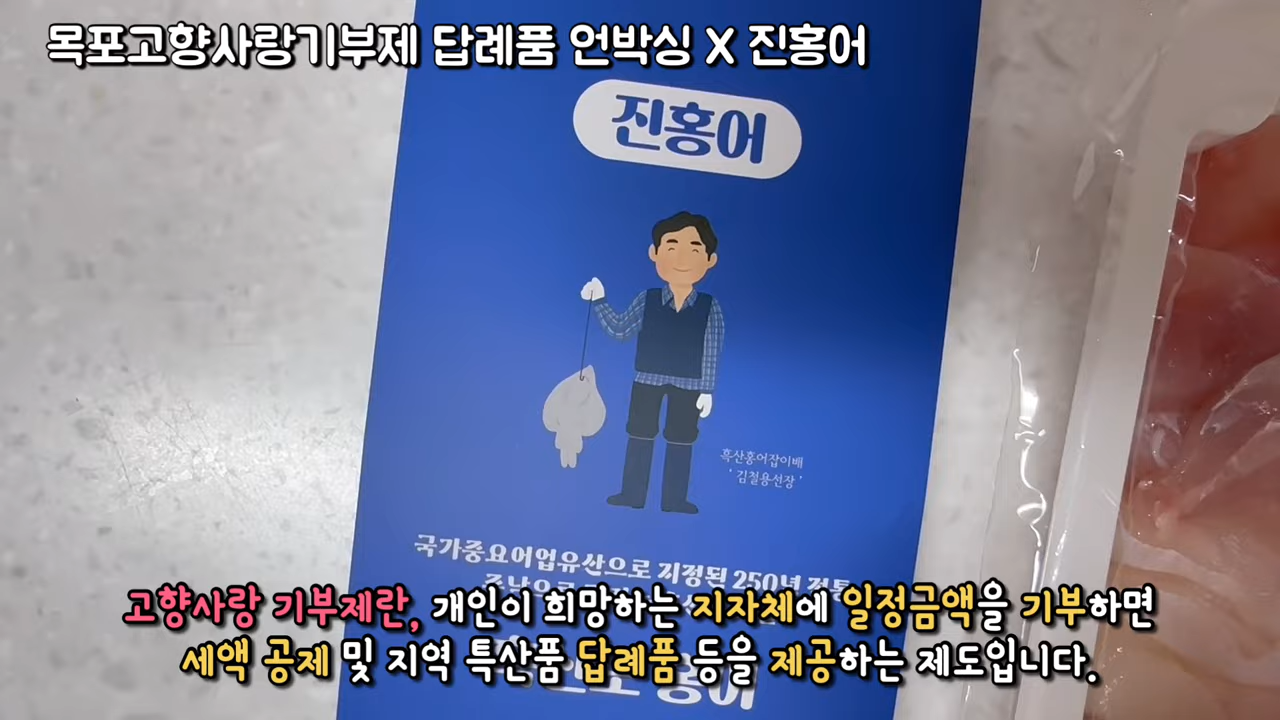 목포고향사랑기부제 답례품 언박싱 X 진홍어
진홍어
흑산홍어잡이배
' 김철용선장 '
국가중요어업유산으로 지정된 250년 전통
고향사랑 기부제란, 개인이 희망하는 지자체에 일정금액을 기부하면
세액 공제 및 지역 특산품 답례품 등을 제공하는 제도입니다.
홍어